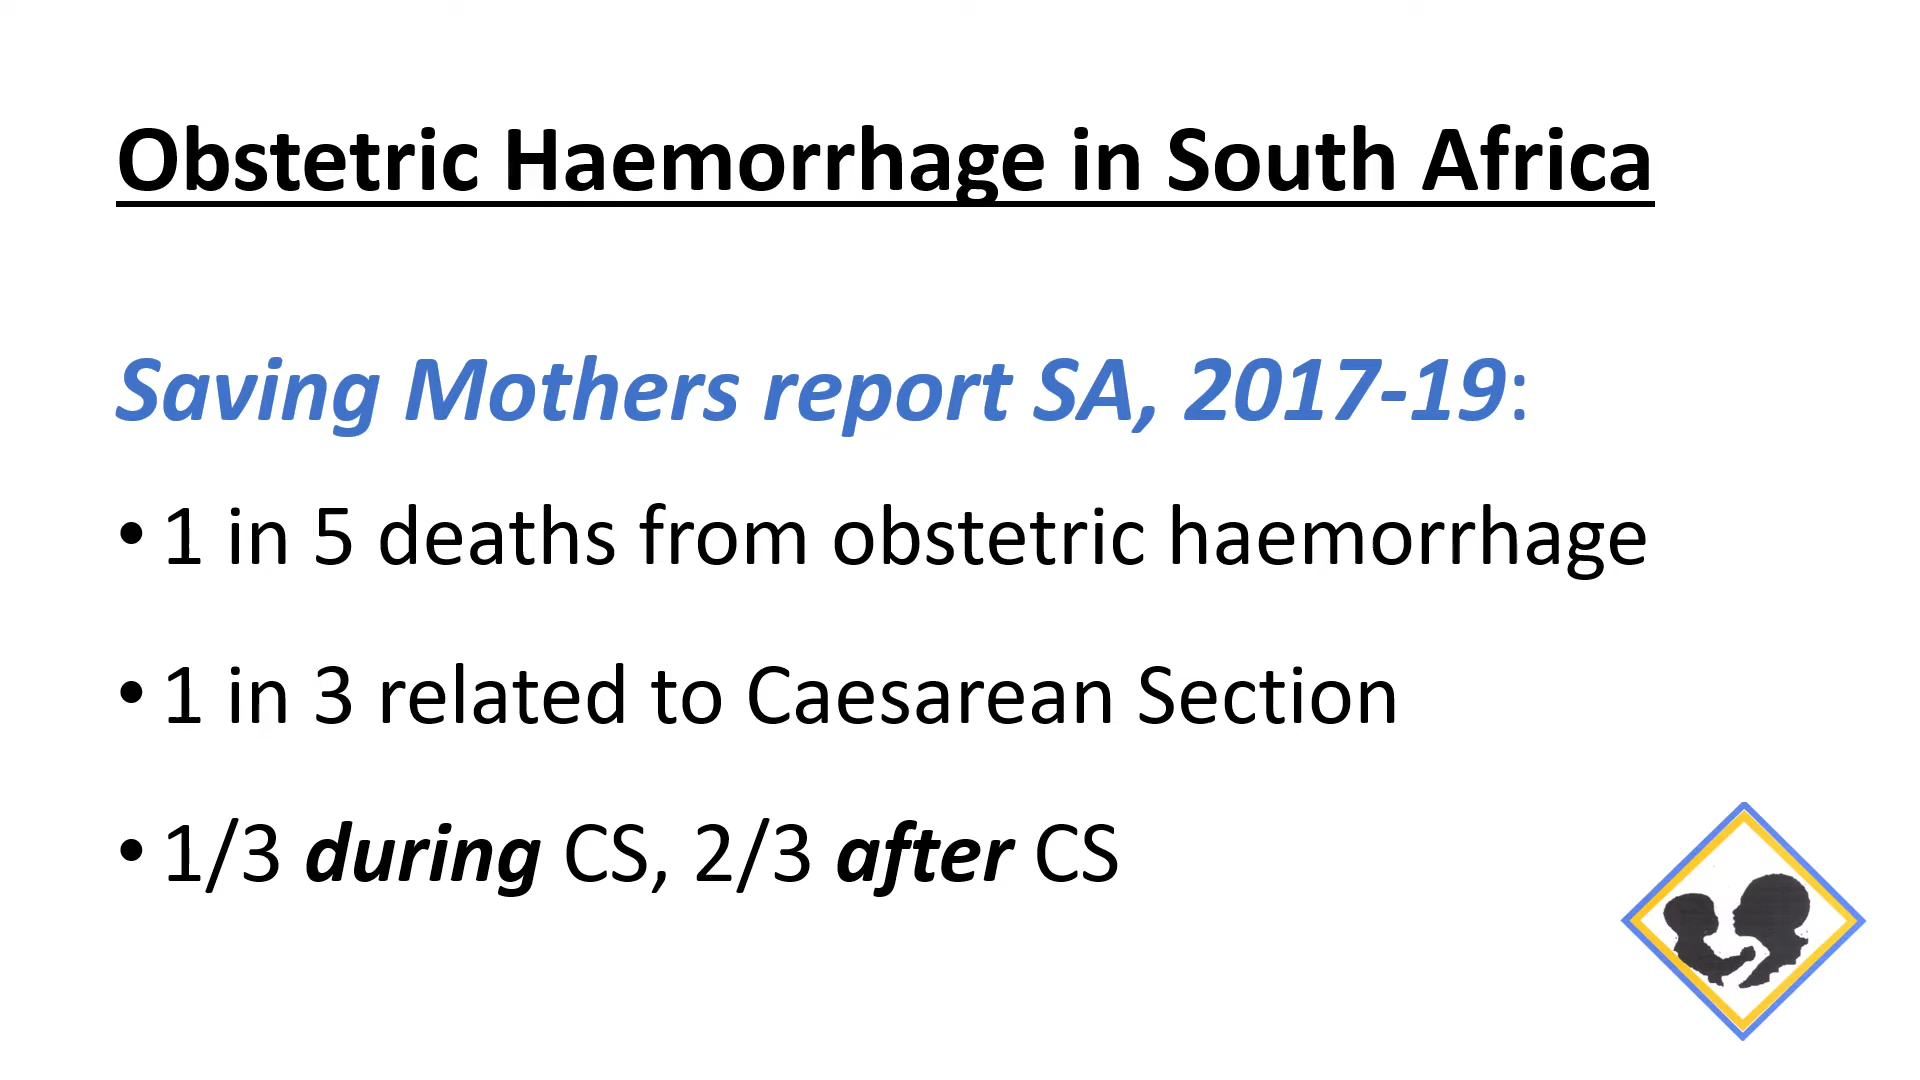 Obstetric Haemorrhage in South Africa
Saving Mothers report SA, 2017-19:
• 1 in 5 deaths from obstetric haemorrhage
• 1 in 3 related to Caesarean Section
• 1/3 during CS, 2/3 after CS